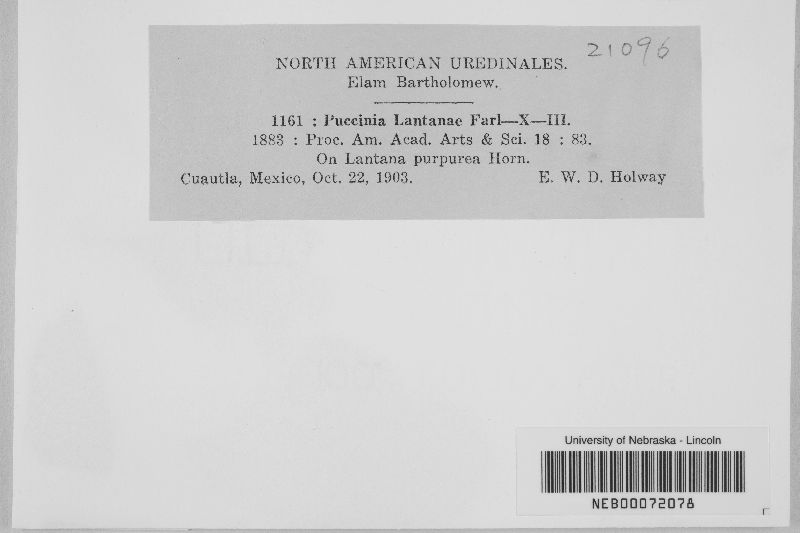 21096
NORTH AMERICAN UREDINALES.
Elam Bartholomew.
1161 : Puccinia Lantanae Farl—X—III.
1883 : Proc. Am. Acad. Arts & Sci. 18 : 83.
On Lantana purpurea Horn.
Cuautla, Mexico, Oct. 22, 1903. E. W. D. Holway
University of Nebraska - Lincoln
NEB00072078